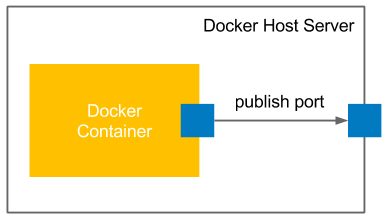 Docker Host Server
Docker
Container
publish port